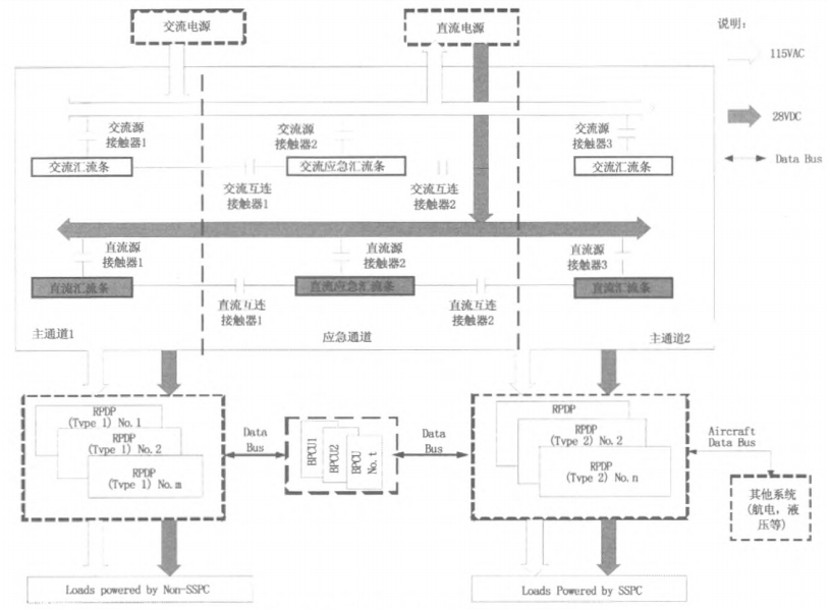 交流电源
直流电源
说明：
115VAC
28VDC
Data Bus
交流源
接触器1
交流源
接触器2
交流源
接触器3
交流汇流条
交流应急汇流条
交流汇流条
交流互连
接触器1
交流互连
接触器2
直流源
接触器1
直流源
接触器2
直流源
接触器3
直流汇流条
直流应急汇流条
直流汇流条
直流互连
接触器1
直流互连
接触器2
主通道1
应急通道
主通道2
RPDP
(Type 1) No.1
RPDP
(Type 1) No.2
RPDP
(Type 1) No.m
Data
Bus
BPCU1
BPCU2
BPCU
No.t
Data
Bus
RPDP
RPDP
(Type 2) No.2
RPDP
(Type 2) No.n
Aircraft
Data Bus
其他系统
(航电，液
压等)
Loads powered by Non-SSPC
Loads Powered by SSPC